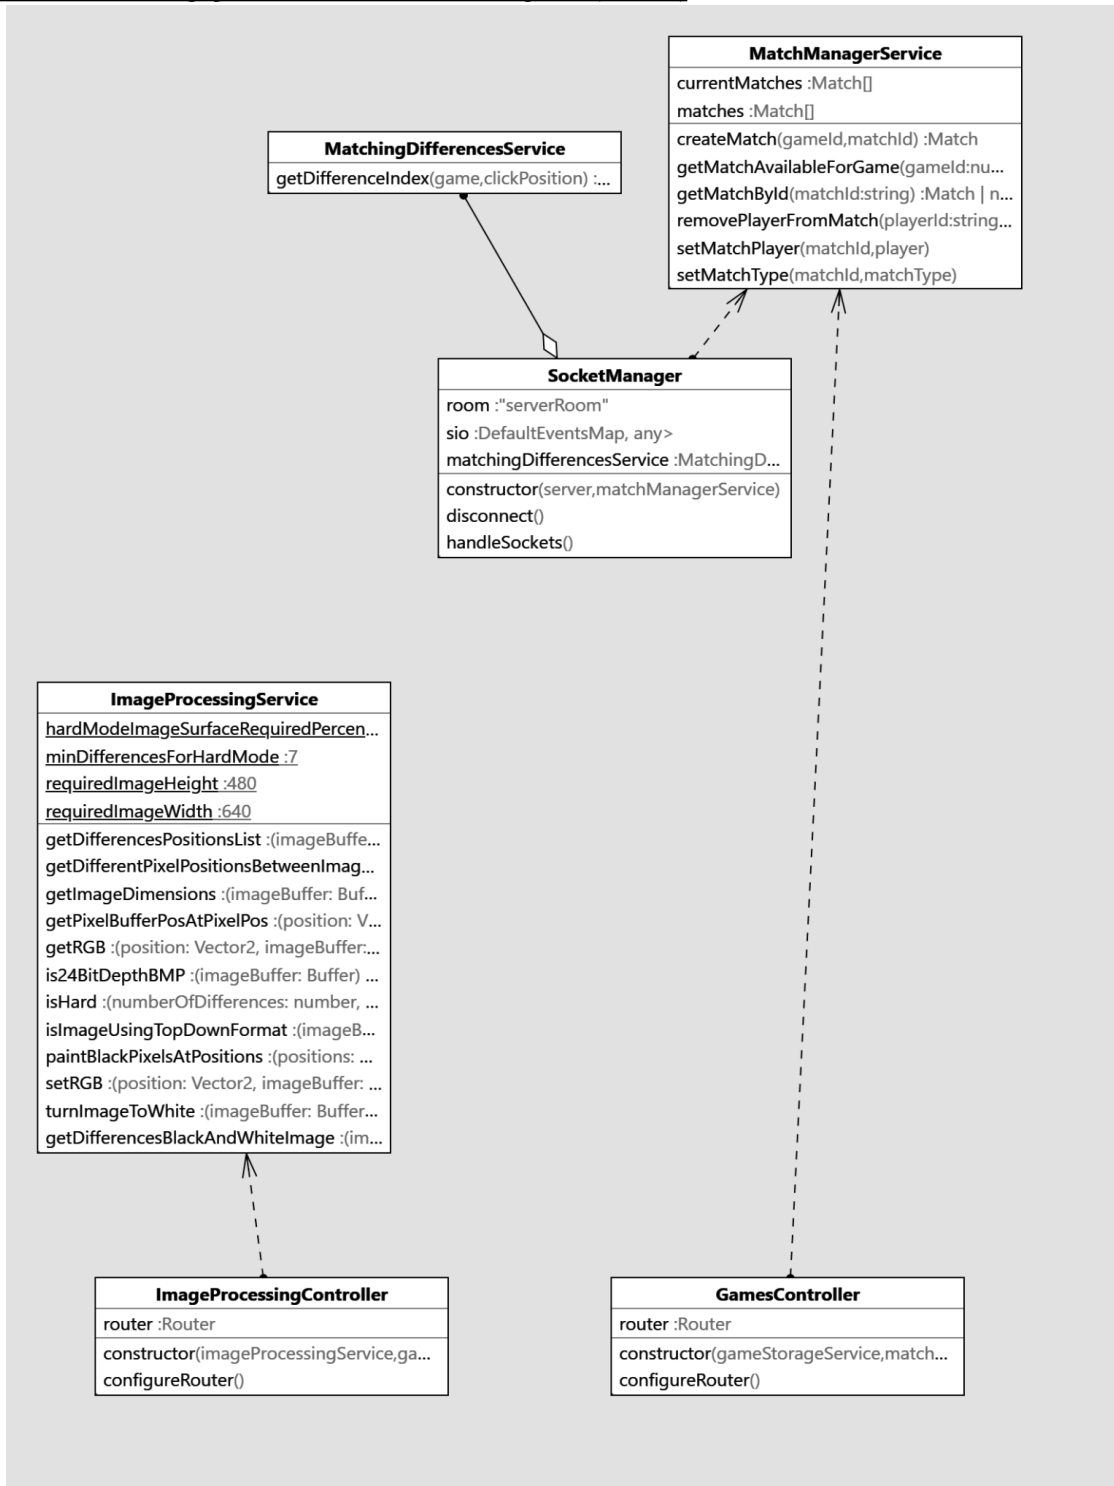 MatchManagerService
currentMatches :Match[]
matches :Match[]
createMatch(gameId,matchId) :Match
getMatchAvailableForGame(gameId:nu...
getMatchById(matchId:string) :Match | n...
removePlayerFromMatch(playerId:string...
setMatchPlayer(matchId,player)
setMatchType(matchId,matchType)
MatchingDifferencesService
getDifferenceIndex(game,clickPosition) :...
SocketManager
room :"serverRoom"
sio :DefaultEventsMap, any>
matchingDifferencesService :MatchingD...
constructor(server,matchManagerService)
disconnect()
handleSockets()
ImageProcessingService
hardModeImageSurfaceRequiredPercen...
minDifferencesForHardMode :7
requiredImageHeight :480
requiredImageWidth :640
getDifferencesPositionsList :(imageBuffe...
getDifferentPixelPositionsBetweenImag...
getImageDimensions :(imageBuffer: Buf...
getPixelBufferPosAtPixelPos :(position: V...
getRGB :(position: Vector2, imageBuffer:...
is24BitDepthBMP :(imageBuffer: Buffer) ...
isHard :(numberOfDifferences: number, ...
isImageUsingTopDownFormat :(imageB...
paintBlackPixelsAtPositions :(positions: ...
setRGB :(position: Vector2, imageBuffer: ...
turnImageToWhite :(imageBuffer: Buffer...
getDifferencesBlackAndWhiteImage :(im...
ImageProcessingController
router :Router
constructor(imageProcessingService,ga...
configureRouter()
GamesController
router :Router
constructor(gameStorageService,match...
configureRouter()